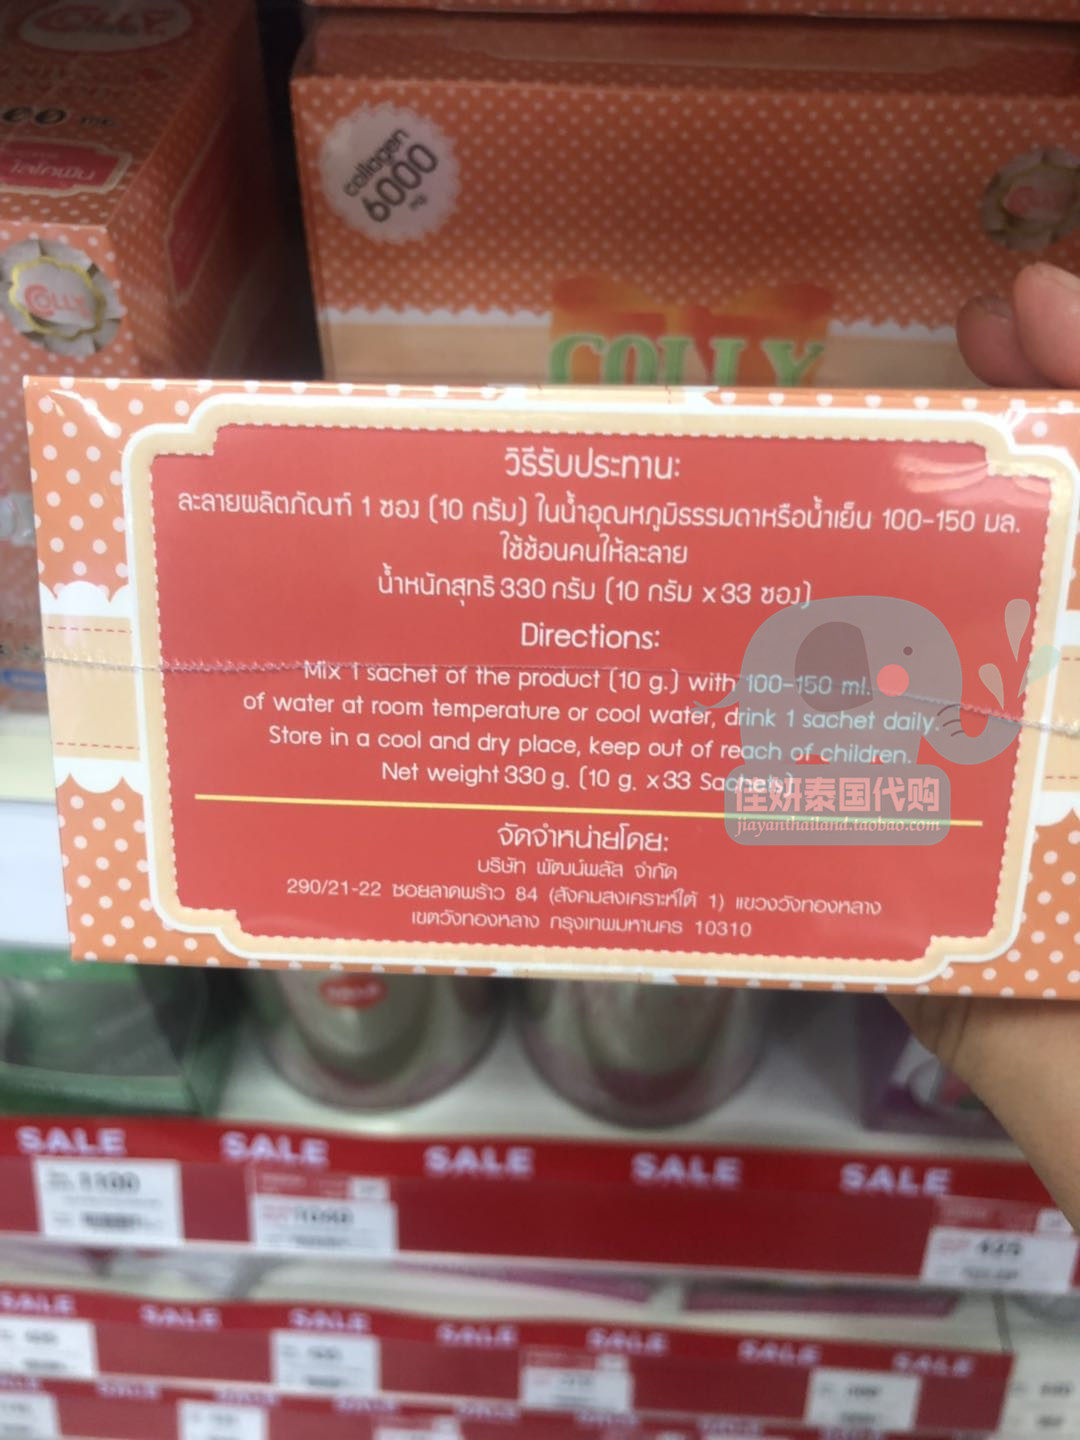 collagen
6000
mg
COLLY
COLLY
วิธีรับประทาน:
ละลายผลิตภัณฑ์ 1 ซอง (10 กรัม) ในน้ำอุณหภูมิธรรมดาหรือน้ำเย็น 100-150 มล.
ใช้ช้อนคนให้ละลาย
น้ำหนักสุทธิ 330 กรัม (10 กรัม x 33 ซอง)
Directions:
Mix 1 sachet of the product (10 g.) with 100-150 ml.
of water at room temperature or cool water, drink 1 sachet daily.
Store in a cool and dry place, keep out of reach of children.
Net weight 330 g. (10 g. x 33 Sachets)
佳妍泰国代购
jiayanthailand.taobao.com
จัดจำหน่ายโดย:
บริษัท พัฒน์พลัส จำกัด
290/21-22 ซอยลาดพร้าว 84 (สังคมสงเคราะห์ใต้ 1) แขวงวังทองหลาง
เขตวังทองหลาง กรุงเทพมหานคร 10310
SALE SALE SALE SALE SALE
1100
SALE SALE SALE SALE SALE SALE SALE